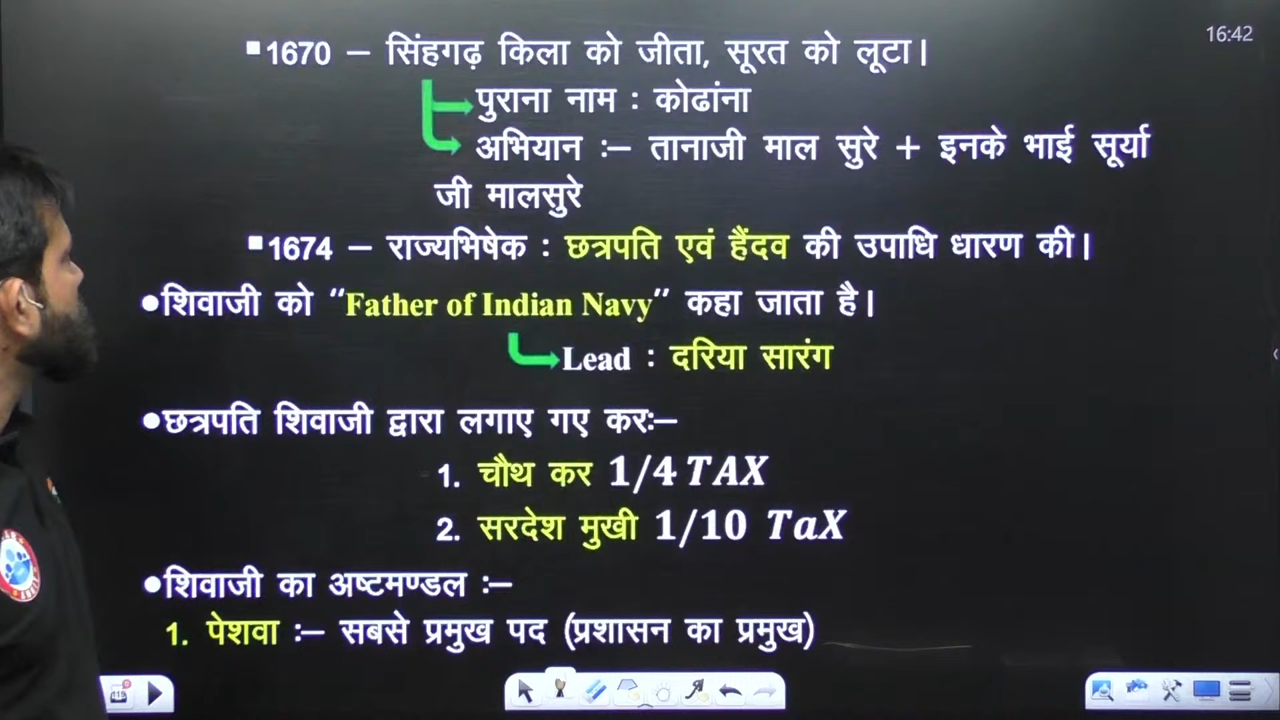 16:42
▪1670 – सिंहगढ़ किला को जीता, सूरत को लूटा।
पुराना नाम : कोढांना
अभियान :– तानाजी माल सुरे + इनके भाई सूर्या
जी मालसुरे
▪1674 – राज्यभिषेक : छत्रपति एवं हैंदव की उपाधि धारण की।
•शिवाजी को “Father of Indian Navy” कहा जाता है।
Lead : दरिया सारंग
•छत्रपति शिवाजी द्वारा लगाए गए करः–
1. चौथ कर 1/4 TAX
2. सरदेश मुखी 1/10 TaX
•शिवाजी का अष्टमण्डल :–
1. पेशवा :– सबसे प्रमुख पद (प्रशासन का प्रमुख)